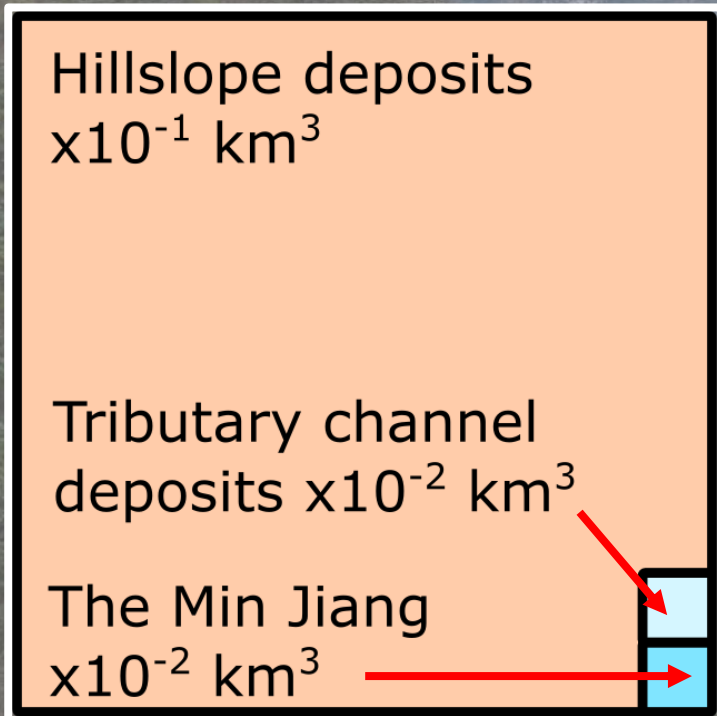 Hillslope deposits
x10⁻¹ km³
Tributary channel
deposits x10⁻² km³
The Min Jiang
x10⁻² km³